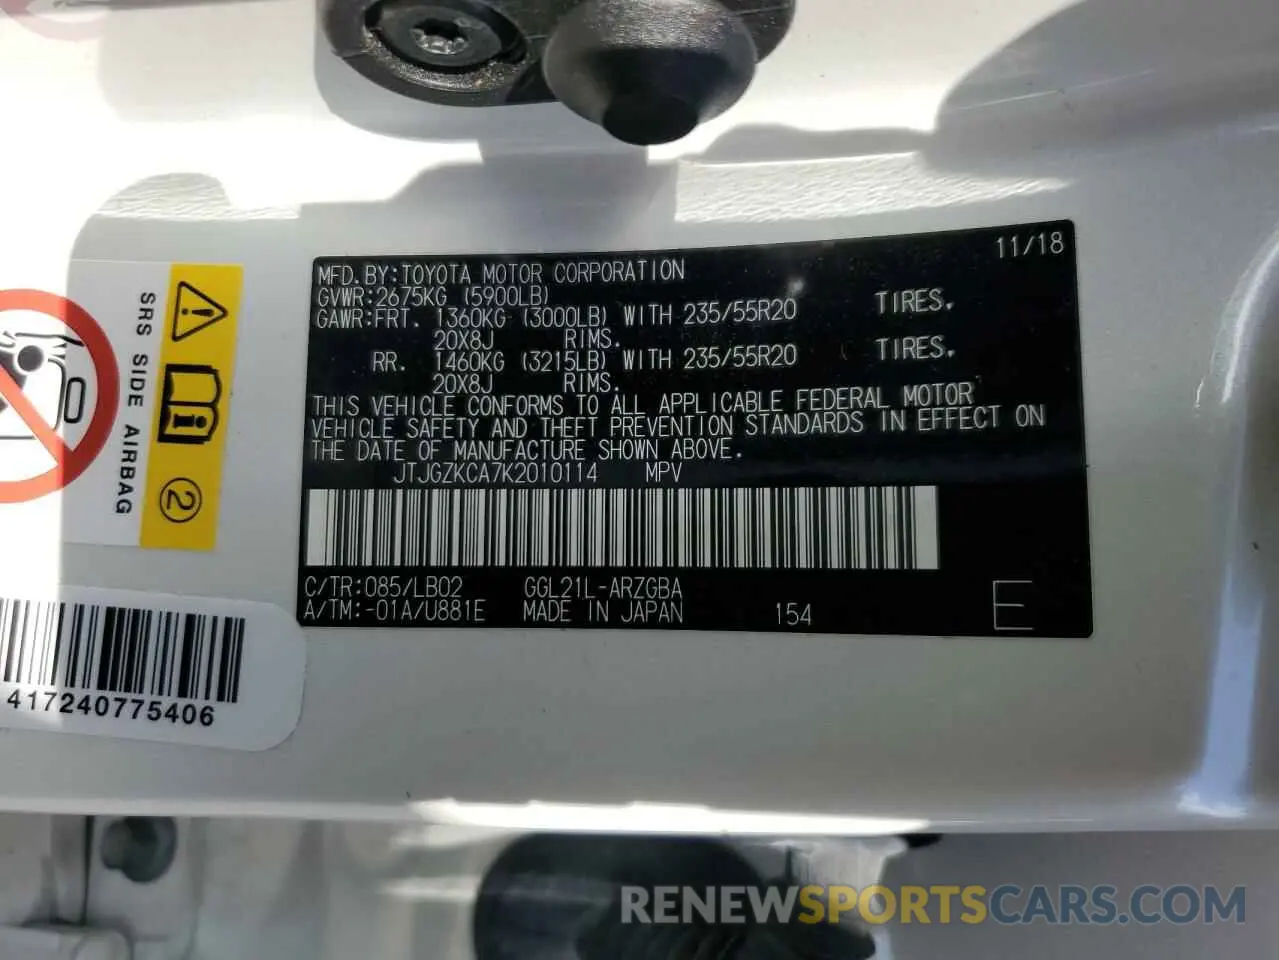 11/18
MFD.BY:TOYOTA MOTOR CORPORATION
GVWR:2675KG (5900LB)
GAWR:FRT. 1360KG (3000LB) WITH 235/55R20 TIRES.
20X8J RIMS.
RR. 1460KG (3215LB) WITH 235/55R20 TIRES.
20X8J RIMS.
THIS VEHICLE CONFORMS TO ALL APPLICABLE FEDERAL MOTOR
VEHICLE SAFETY AND THEFT PREVENTION STANDARDS IN EFFECT ON
THE DATE OF MANUFACTURE SHOWN ABOVE.
JTJGZKCA7K2010114 MPV
C/TR:085/LB02 GGL21L-ARZGBA
A/TM:-01A/U881E MADE IN JAPAN 154 E
SRS SIDE AIRBAG
2
417240775406
RENEWSPORTSCARS.COM